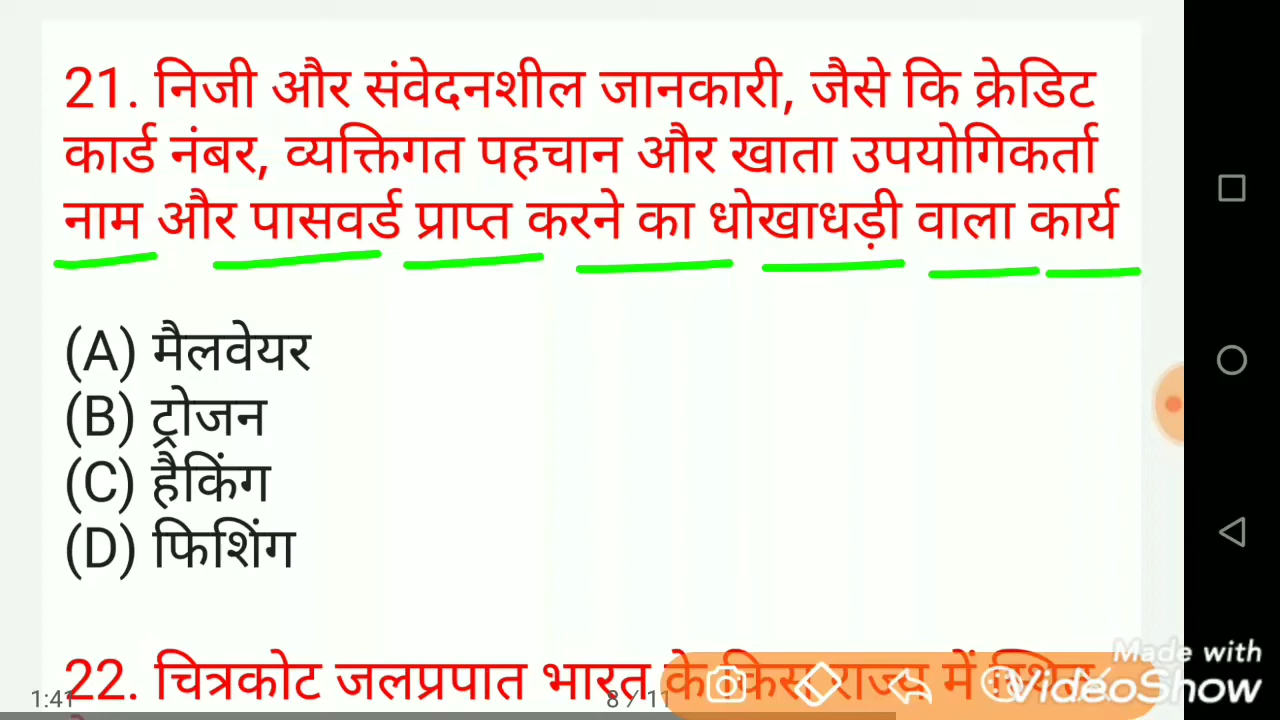 21. निजी और संवेदनशील जानकारी, जैसे कि क्रेडिट
कार्ड नंबर, व्यक्तिगत पहचान और खाता उपयोगिकर्ता
नाम और पासवर्ड प्राप्त करने का धोखाधड़ी वाला कार्य
(A) मैलवेयर
(B) ट्रोजन
(C) हैकिंग
(D) फिशिंग
22. चित्रकोट जलप्रपात भारत के किस राज्य में स्थित
1:41
8 / 11
Made with
VideoShow